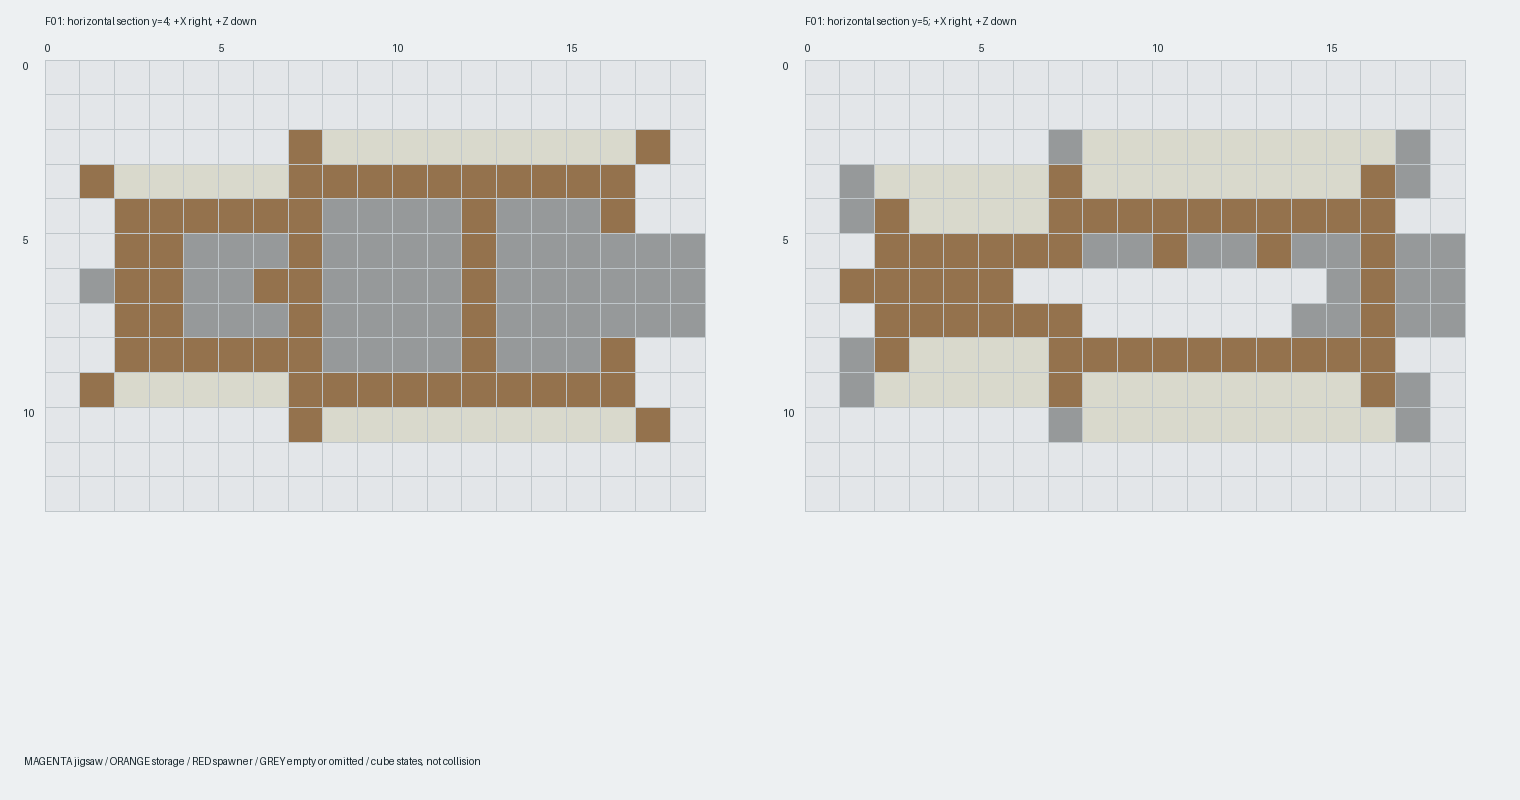 F01: horizontal section y=4; +X right, +Z down
F01: horizontal section y=5; +X right, +Z down
0 5 10 15
0 5 10 15
0
0
5
5
10
10
MAGENTA jigsaw / ORANGE storage / RED spawner / GREY empty or omitted / cube states, not collision